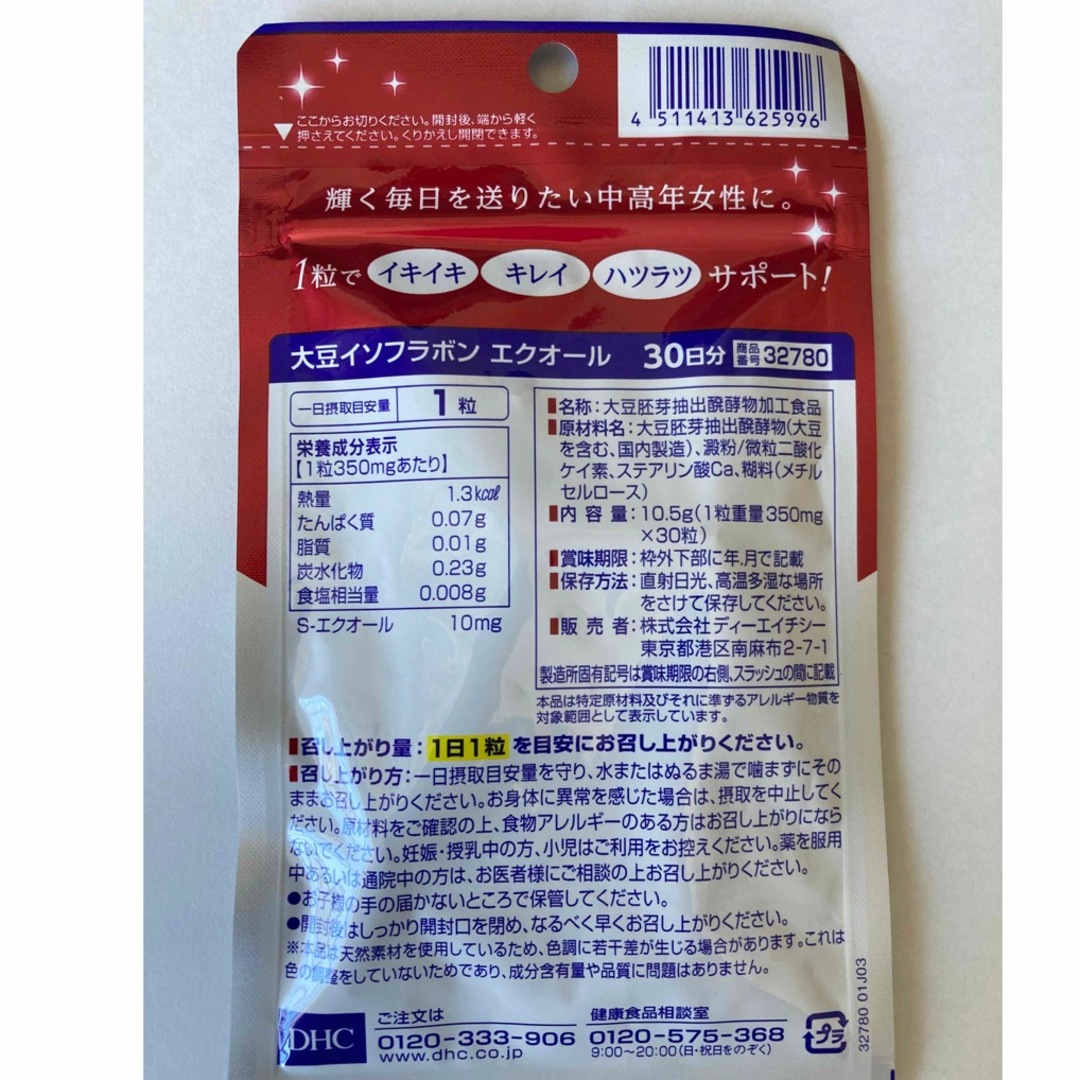 ここからお切りください。開封後、端から軽く
押さえてください。くりかえし開閉できます。
4 511413 625996
輝く毎日を送りたい中高年女性に。
1粒で イキイキ キレイ ハツラツ サポート!
大豆イソフラボン エクオール 30日分 商品番号 32780
一日摂取目安量 1粒
栄養成分表示
【1粒350mgあたり】
熱量 1.3kcal
たんぱく質 0.07g
脂質 0.01g
炭水化物 0.23g
食塩相当量 0.008g
S-エクオール 10mg
名称:大豆胚芽抽出醗酵物加工食品
原材料名:大豆胚芽抽出醗酵物(大豆
を含む、国内製造)、澱粉/微粒二酸化
ケイ素、ステアリン酸Ca、糊料(メチル
セルロース)
内容量:10.5g(1粒重量350mg
×30粒)
賞味期限:枠外下部に年.月で記載
保存方法:直射日光、高温多湿な場所
をさけて保存してください。
販売者:株式会社ディーエイチシー
東京都港区南麻布2-7-1
製造所固有記号は賞味期限の右側、スラッシュの間に記載
本品は特定原材料及びそれに準ずるアレルギー物質を
対象範囲として表示しています。
召し上がり量:1日1粒を目安にお召し上がりください。
召し上がり方:一日摂取目安量を守り、水またはぬるま湯で噛まずにその
ままお召し上がりください。お身体に異常を感じた場合は、摂取を中止してく
ださい。原材料をご確認の上、食物アレルギーのある方はお召し上がりになら
ないでください。妊娠・授乳中の方、小児はご利用をお控えください。薬を服用
中あるいは通院中の方は、お医者様にご相談の上お召し上がりください。
●お子様の手の届かないところで保管してください。
●開封後はしっかり開封口を閉め、なるべく早くお召し上がりください。
※本品は天然素材を使用しているため、色調に若干差が生じる場合があります。これは
色の調整をしていないためであり、成分含有量や品質に問題はありません。
DHC
ご注文は
0120-333-906
www.dhc.co.jp
健康食品相談室
0120-575-368
9:00~20:00(日・祝日をのぞく)
プラ
32780 01J03